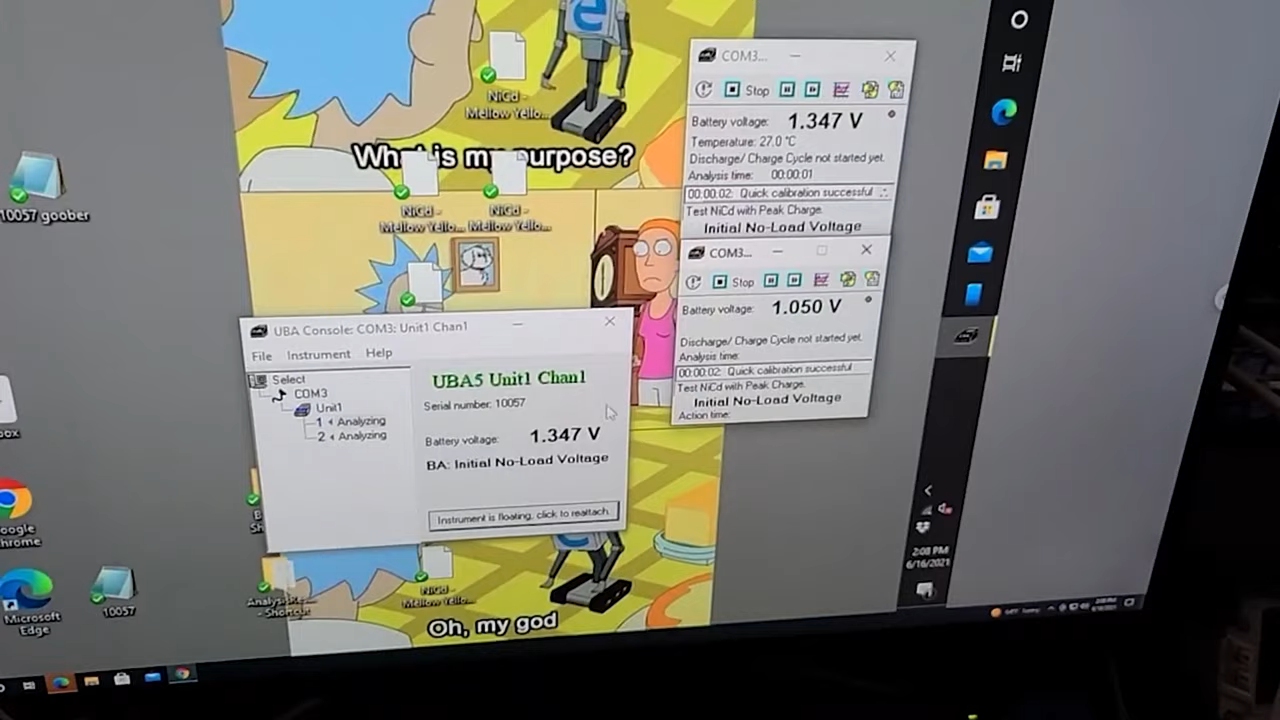 NiCd -
Mellow Yello...
What is my purpose?
10057 goober
NiCd -
Mellow Yello...
NiCd -
Mellow Yello...
COM3...
Stop
Battery voltage: 1.347 V
Temperature: 27.0 °C
Discharge/ Charge Cycle not started yet.
Analysis time: 00:00:01
00:00:02: Quick calibration successful
Test NiCd with Peak Charge.
Initial No-Load Voltage
COM3...
Stop
Battery voltage: 1.050 V
Discharge/ Charge Cycle not started yet.
Analysis time:
00:00:02: Quick calibration successful
Test NiCd with Peak Charge.
Initial No-Load Voltage
Action time:
UBA Console: COM3: Unit1 Chan1
File Instrument Help
Select
COM3
Unit1
1 Analyzing
2 Analyzing
UBA5 Unit1 Chan1
Serial number: 10057
Battery voltage: 1.347 V
BA: Initial No-Load Voltage
Instrument is floating, click to reattach.
Microsoft
Edge
10057
Shortcut
NiCd -
Mellow Yello...
Oh, my god
2:08 PM
6/16/2021